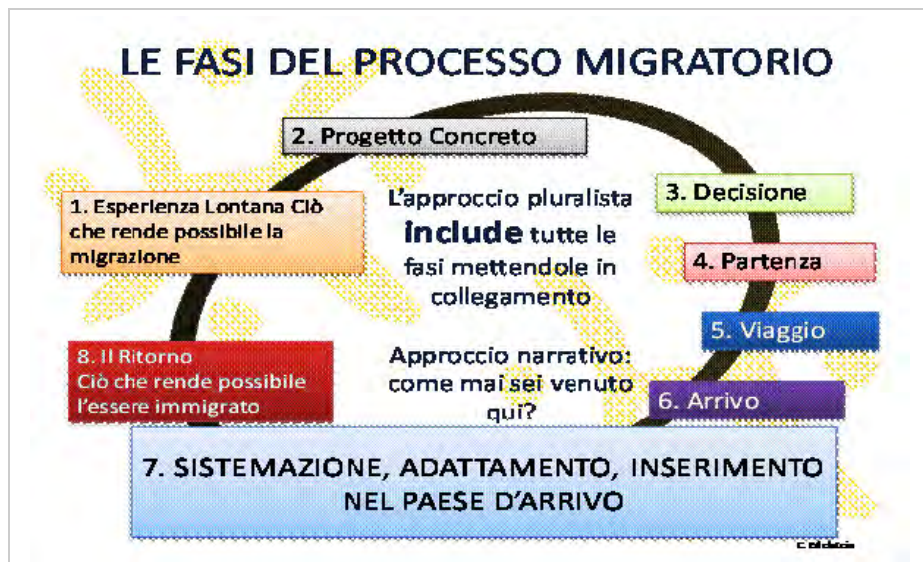 LE FASI DEL PROCESSO MIGRATORIO
2. Progetto Concreto
1. Esperienza Lontana Ciò
che rende possibile la
migrazione
L'approccio pluralista
include tutte le
fasi mettendole in
collegamento
3. Decisione
4. Partenza
5. Viaggio
8. Il Ritorno
Ciò che rende possibile
l'essere immigrato
Approccio narrativo:
come mai sei venuto
qui?
6. Arrivo
7. SISTEMAZIONE, ADATTAMENTO, INSERIMENTO
NEL PAESE D'ARRIVO